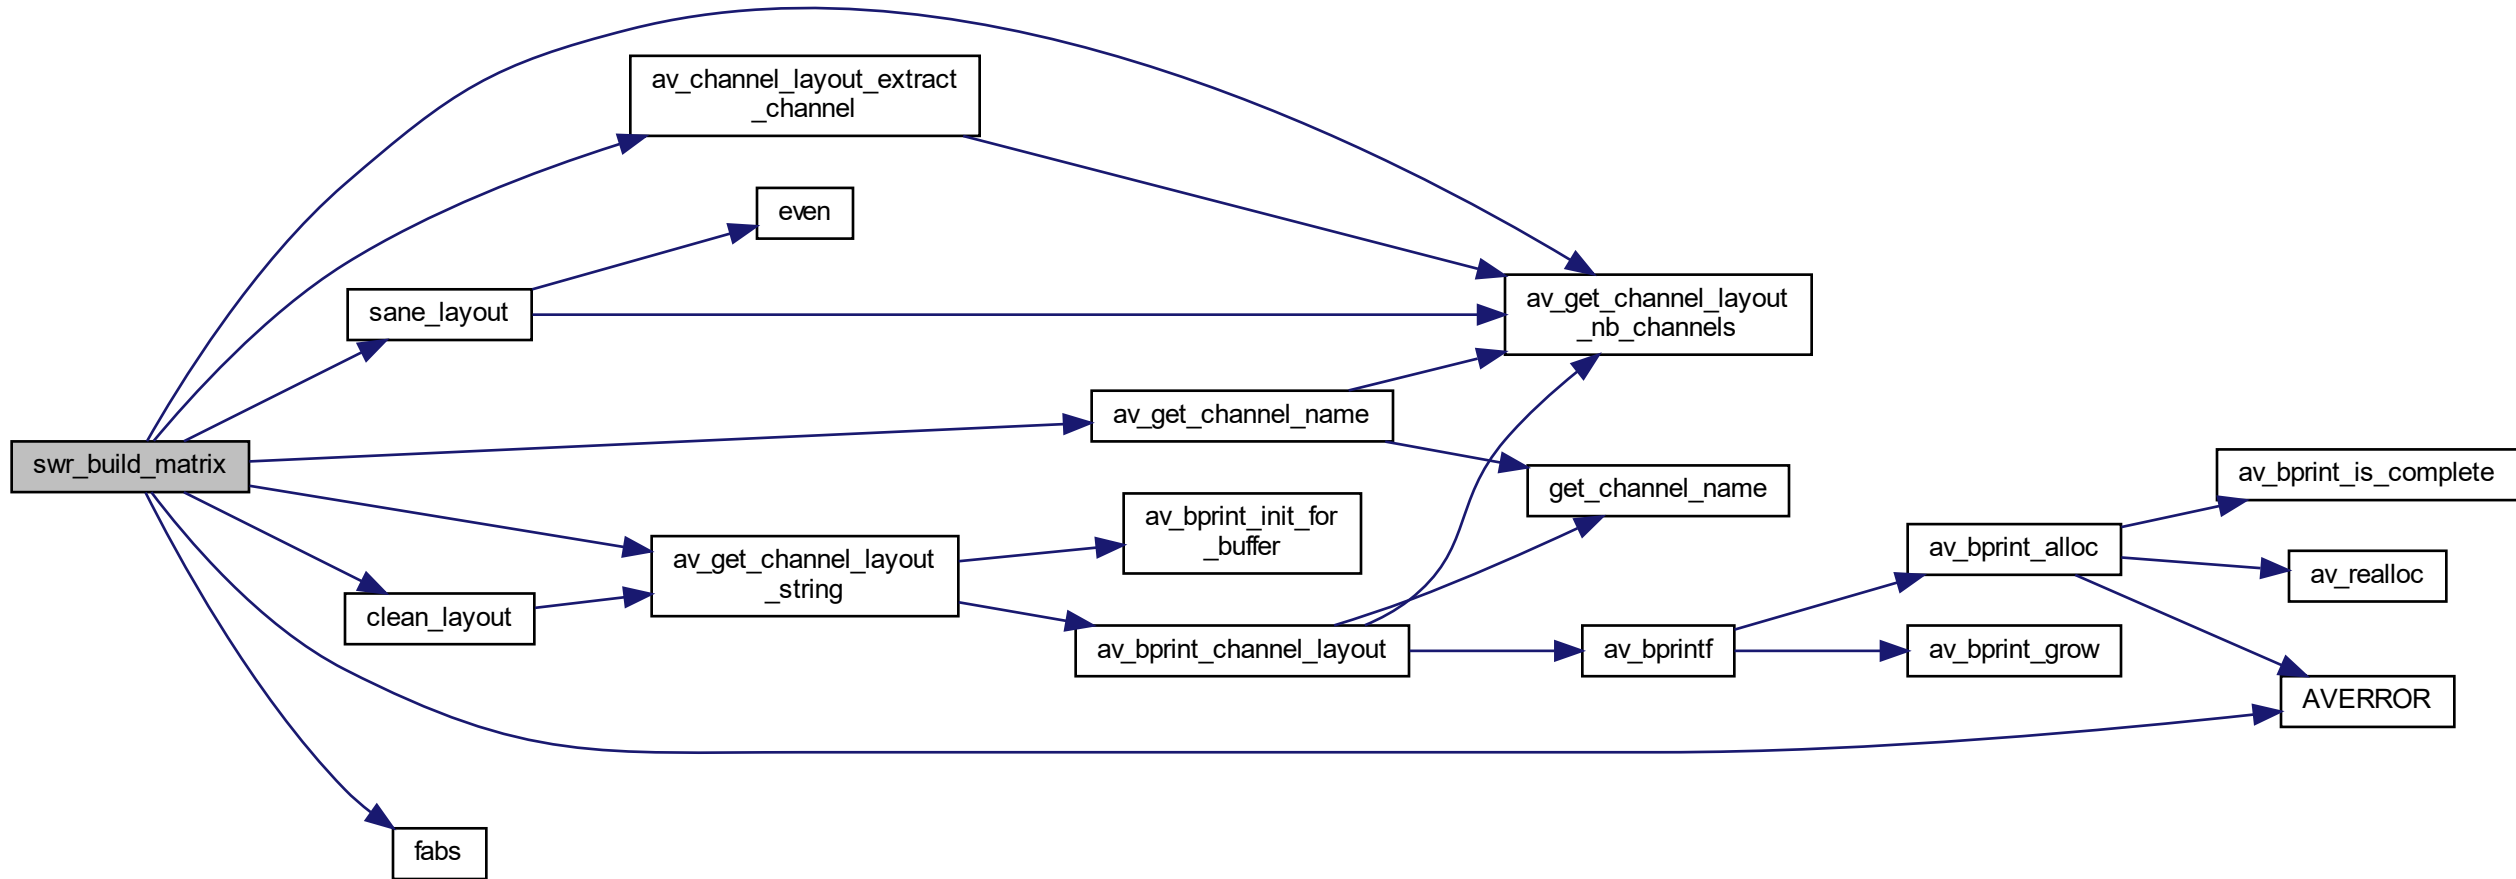 av_channel_layout_extract
_channel
even
sane_layout
av_get_channel_layout
_nb_channels
av_get_channel_name
swr_build_matrix
get_channel_name
av_bprint_is_complete
av_bprint_init_for
_buffer
av_bprint_alloc
av_get_channel_layout
_string
av_realloc
clean_layout
av_bprint_channel_layout
av_bprintf
av_bprint_grow
AVERROR
fabs